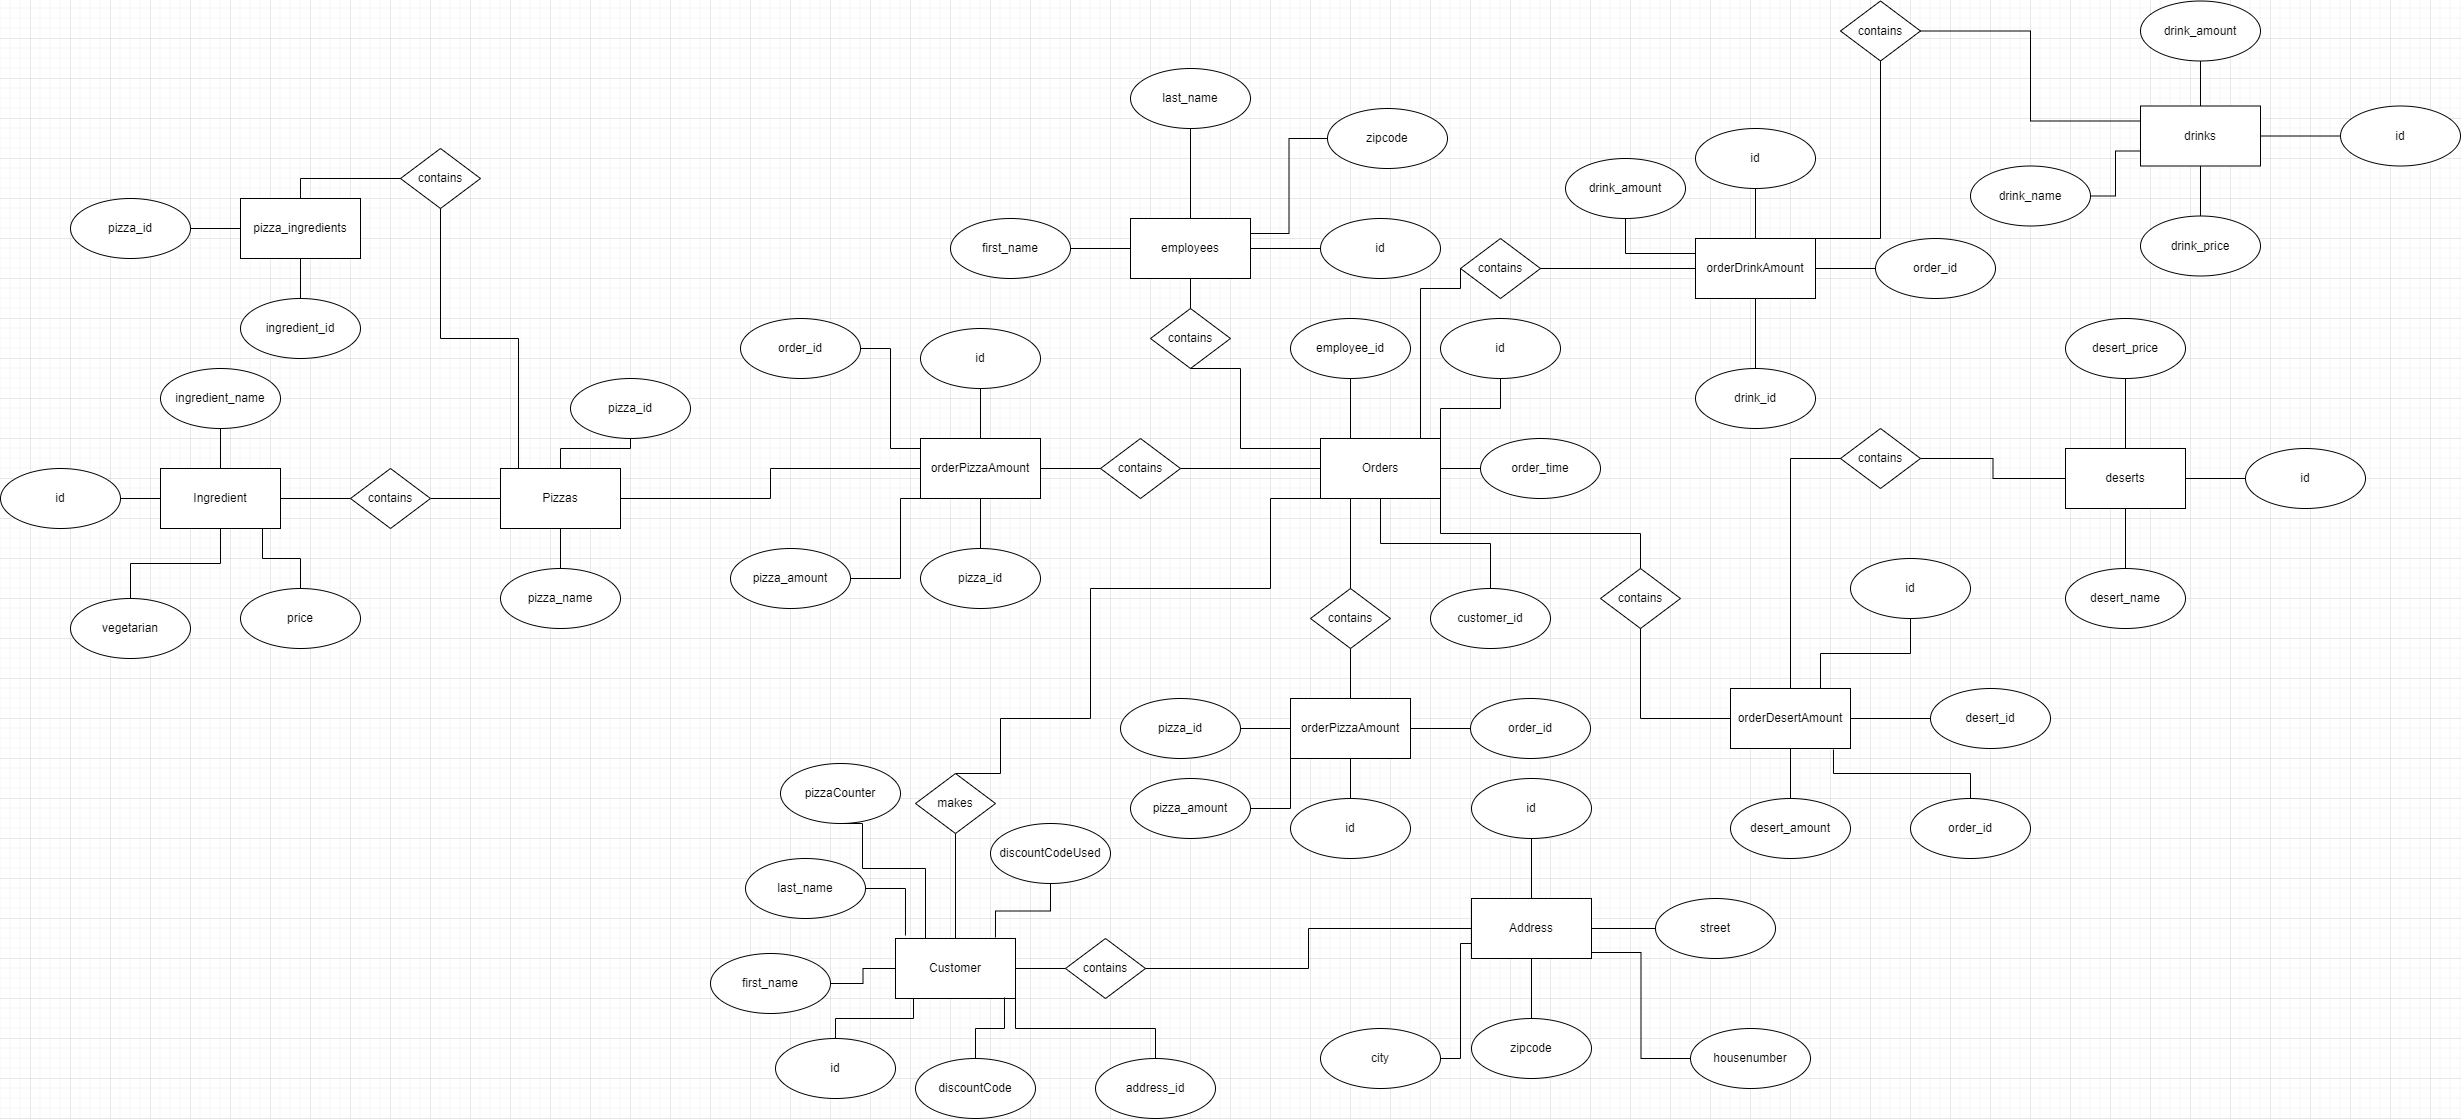 contains
drink_amount
last_name
zipcode
drinks
id
id
contains
drink_amount
drink_name
pizza_id
pizza_ingredients
first_name
employees
id
drink_price
contains
orderDrinkAmount
order_id
ingredient_id
contains
order_id
id
employee_id
id
desert_price
ingredient_name
pizza_id
drink_id
orderPizzaAmount
contains
Orders
order_time
contains
deserts
id
id
Ingredient
contains
Pizzas
pizza_amount
pizza_id
id
pizza_name
contains
desert_name
vegetarian
price
contains
customer_id
pizza_id
orderPizzaAmount
order_id
orderDesertAmount
desert_id
pizzaCounter
makes
pizza_amount
id
id
desert_amount
order_id
discountCodeUsed
last_name
Address
street
first_name
Customer
contains
city
zipcode
housenumber
id
discountCode
address_id